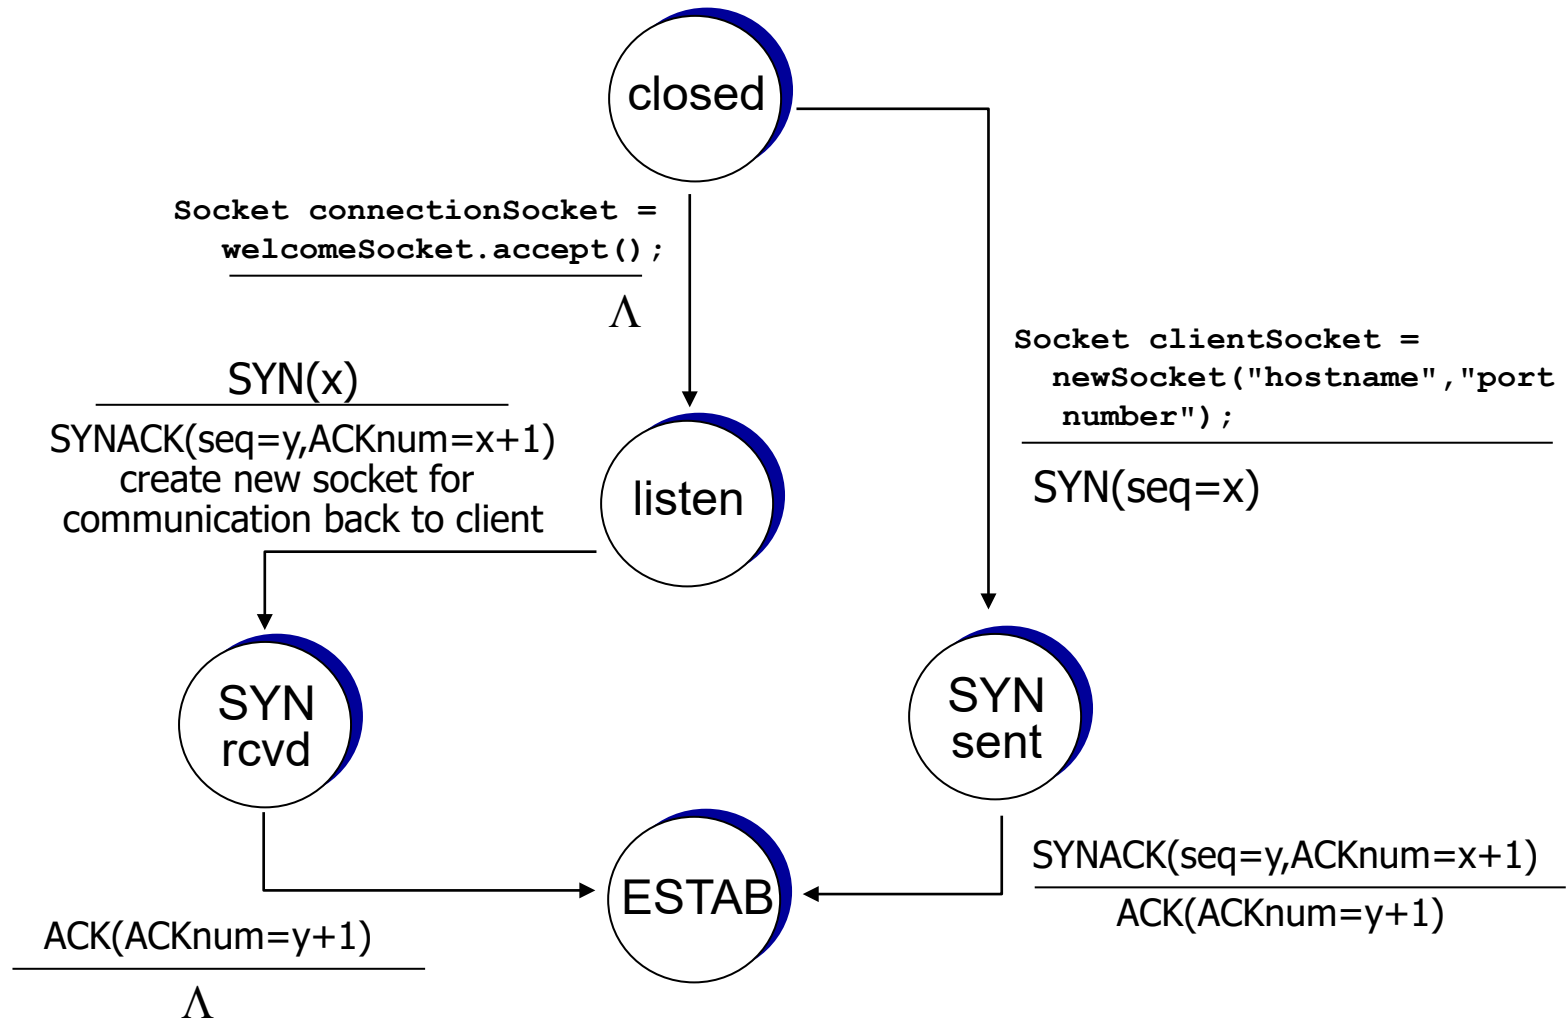 closed
Socket connectionSocket =
welcomeSocket.accept();
Λ
Socket clientSocket =
newSocket("hostname","port
number");
SYN(seq=x)
SYN(x)
SYNACK(seq=y,ACKnum=x+1)
create new socket for
communication back to client
listen
SYN
rcvd
SYN
sent
ESTAB
SYNACK(seq=y,ACKnum=x+1)
ACK(ACKnum=y+1)
ACK(ACKnum=y+1)
Λ